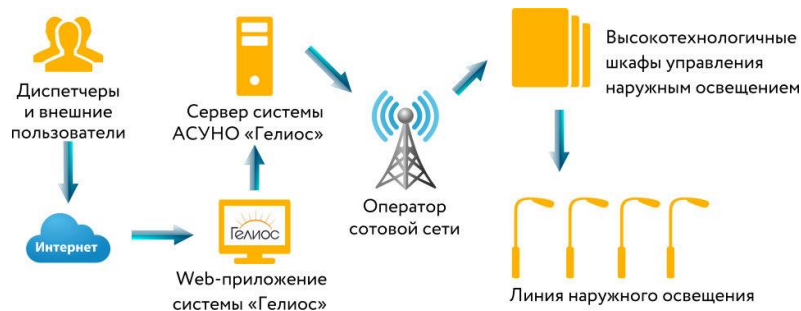 Диспетчеры
и внешние
пользователи
Интернет
Гелиос
Web-приложение
системы «Гелиос»
Сервер системы
АСУНО «Гелиос»
Оператор
сотовой сети
Высокотехнологичные
шкафы управления
наружным освещением
Линия наружного освещения